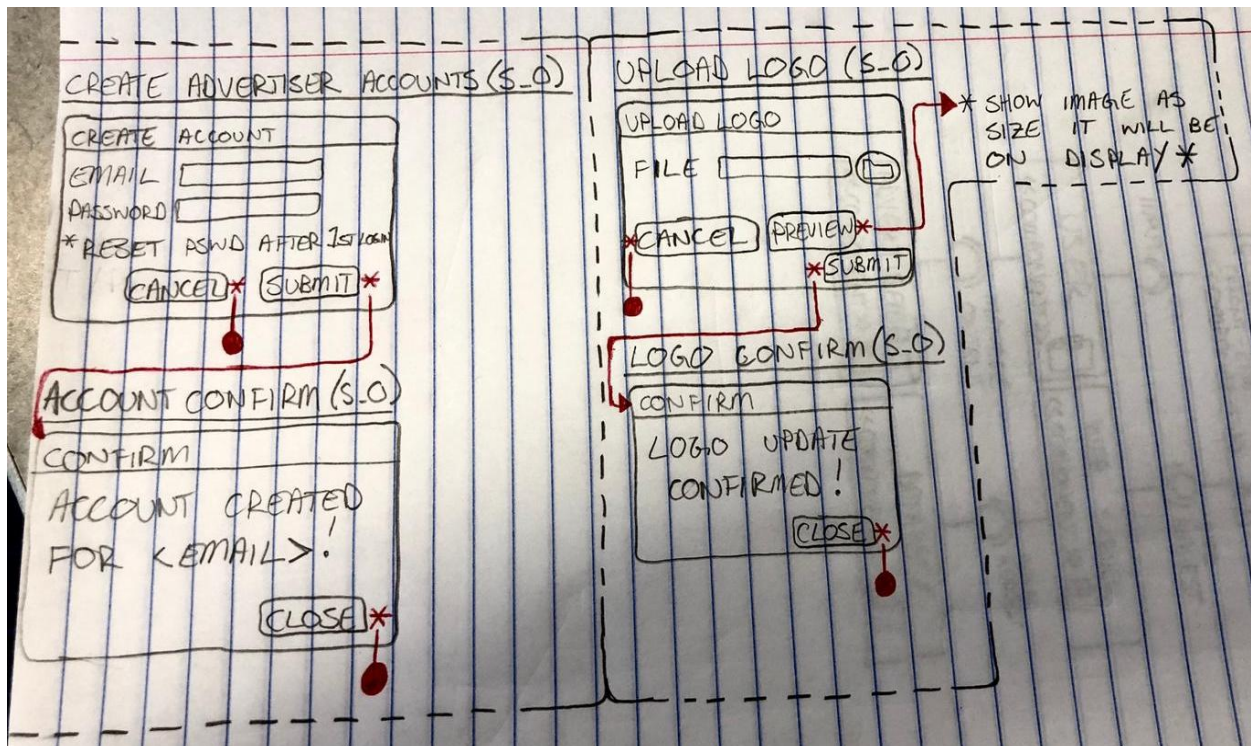 CREATE ADVERTISER ACCOUNTS (S_O)
CREATE ACCOUNT
EMAIL
PASSWORD
*RESET PSWD AFTER 1ST LOGIN
CANCEL* SUBMIT*
ACCOUNT CONFIRM (S_O)
CONFIRM
ACCOUNT CREATED
FOR <EMAIL>!
CLOSE*
UPLOAD LOGO (S_O)
UPLOAD LOGO
FILE
*CANCEL PREVIEW*
*SUBMIT
* SHOW IMAGE AS
SIZE IT WILL BE
ON DISPLAY *
LOGO CONFIRM (S_O)
CONFIRM
LOGO UPDATE
CONFIRMED!
CLOSE*